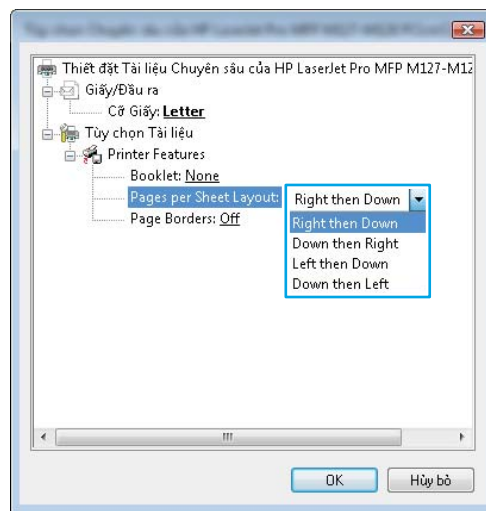 Thiết đặt Tài liệu Chuyên sâu của HP LaserJet Pro MFP M127-M12
Giấy/Đầu ra
Cỡ Giấy: Letter
Tùy chọn Tài liệu
Printer Features
Booklet: None
Pages per Sheet Layout: Right then Down
Page Borders: Off
Right then Down
Down then Right
Left then Down
Down then Left
OK
Hủy bỏ